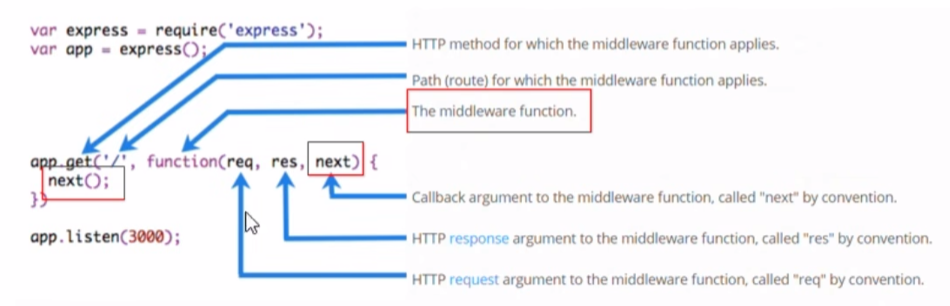 var express = require('express');
var app = express();
HTTP method for which the middleware function applies.
Path (route) for which the middleware function applies.
The middleware function.
app.get('/', function(req, res, next) {
next();
})
Callback argument to the middleware function, called "next" by convention.
app.listen(3000);
HTTP response argument to the middleware function, called "res" by convention.
HTTP request argument to the middleware function, called "req" by convention.